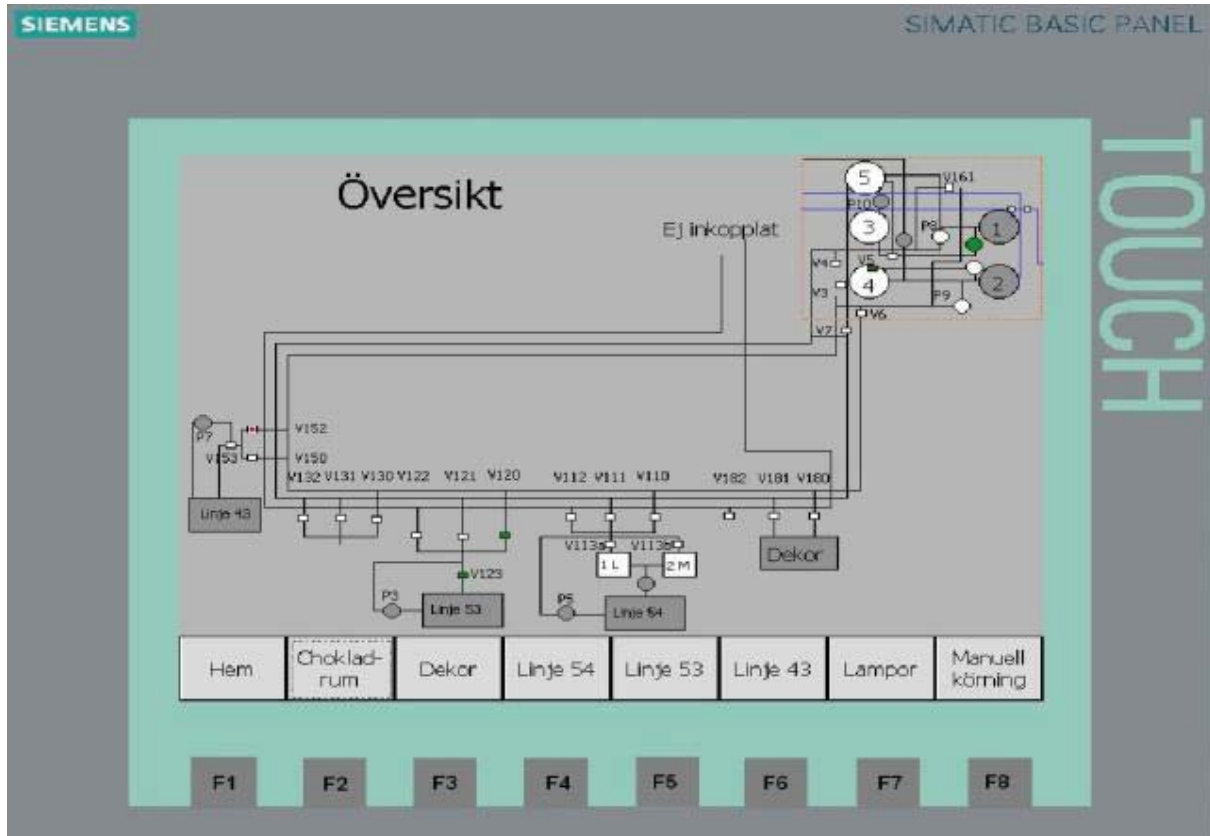 SIEMENS
SIMATIC BASIC PANEL
TOUCH
Översikt
Ej inkopplat
5
V161
P10
3
P8
1
V4
V5
4
2
V3
P9
V6
V7
P7
V152
V153
V150
V132 V131 V130 V122 V121 V120 V112 V111 V110 V182 V181 V180
Linje 43
V113a
V113b
1 L
2 M
Dekor
V123
P3
Linje 53
P5
Linje 54
Hem
Choklad-
rum
Dekor
Linje 54
Linje 53
Linje 43
Lampor
Manuell
körning
F1 F2 F3 F4 F5 F6 F7 F8